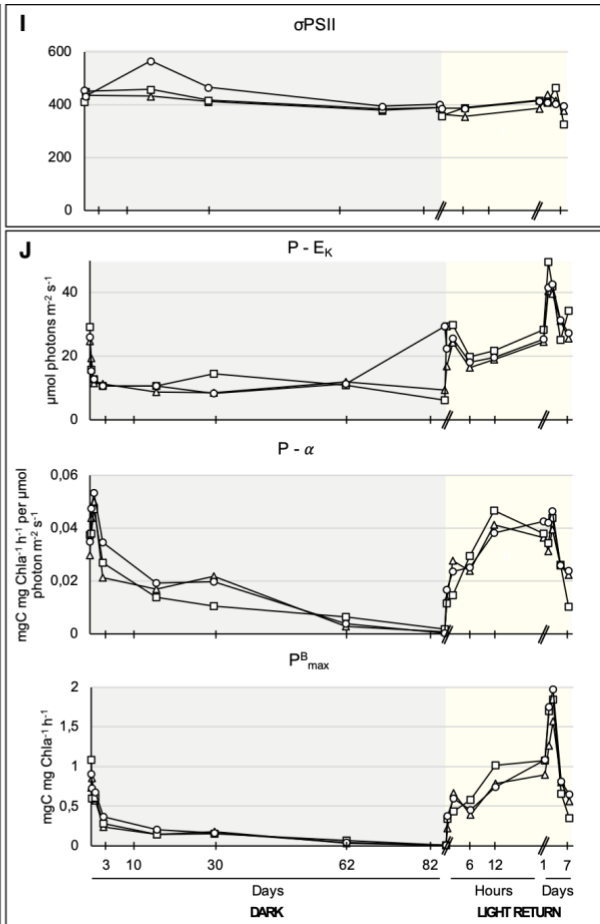 I
σPSII
600
400
200
0
J
P - E_K
µmol photons m⁻² s⁻¹
40
20
0
P - α
mgC mg Chla⁻¹ h⁻¹ per µmol
photon m⁻² s⁻¹
0,06
0,04
0,02
0
Pᴮmax
mgC mg Chla⁻¹ h⁻¹
2
1,5
1
0,5
0
3 10 30 62 82 6 12 1 7
Days Hours Days
DARK LIGHT RETURN